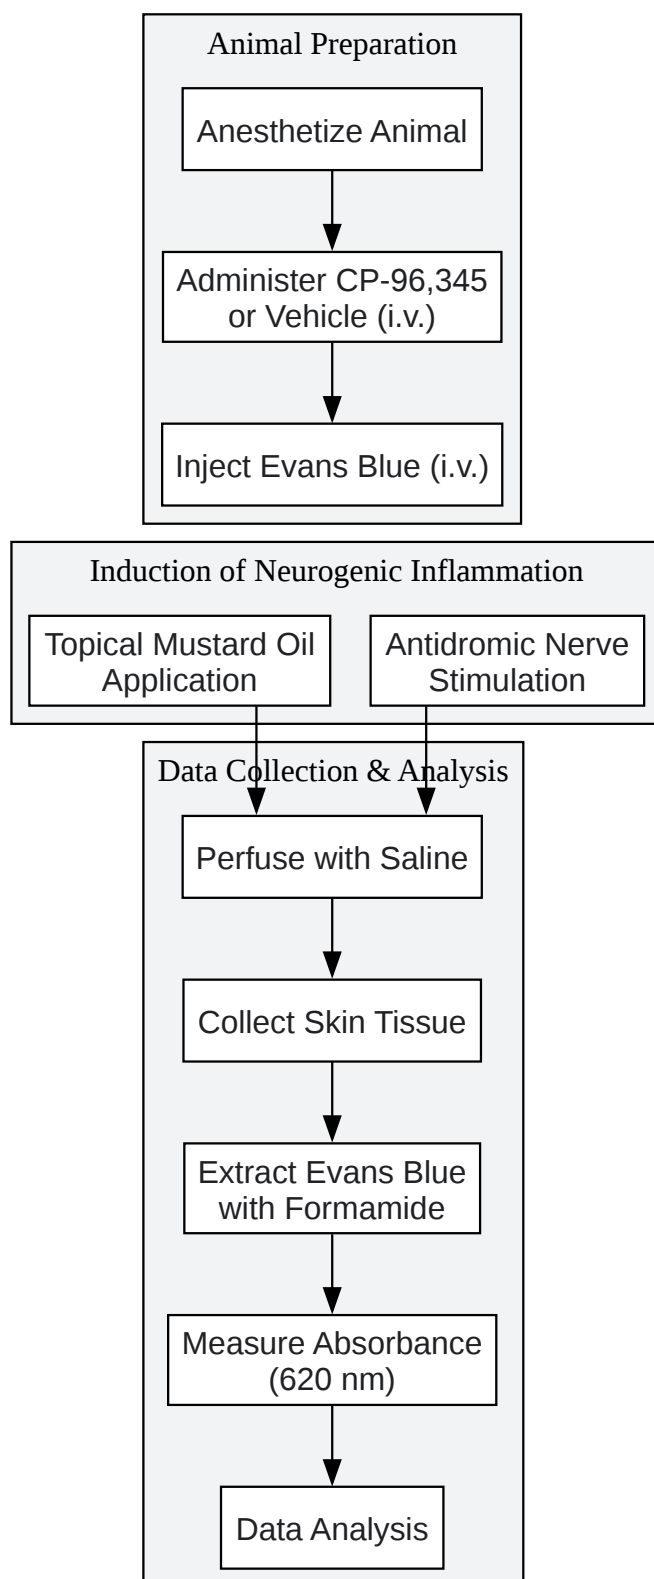 Animal Preparation
Anesthetize Animal
Administer CP-96,345
or Vehicle (i.v.)
Inject Evans Blue (i.v.)
Induction of Neurogenic Inflammation
Topical Mustard Oil
Application
Antidromic Nerve
Stimulation
Data Collection & Analysis
Perfuse with Saline
Collect Skin Tissue
Extract Evans Blue
with Formamide
Measure Absorbance
(620 nm)
Data Analysis